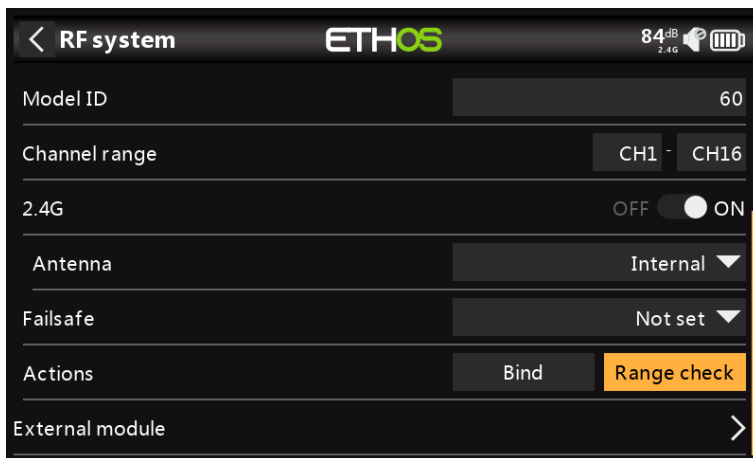 RF system ETHOS 84dB 2.4G
Model ID 60
Channel range CH1 - CH16
2.4G OFF ON
Antenna Internal
Failsafe Not set
Actions Bind Range check
External module